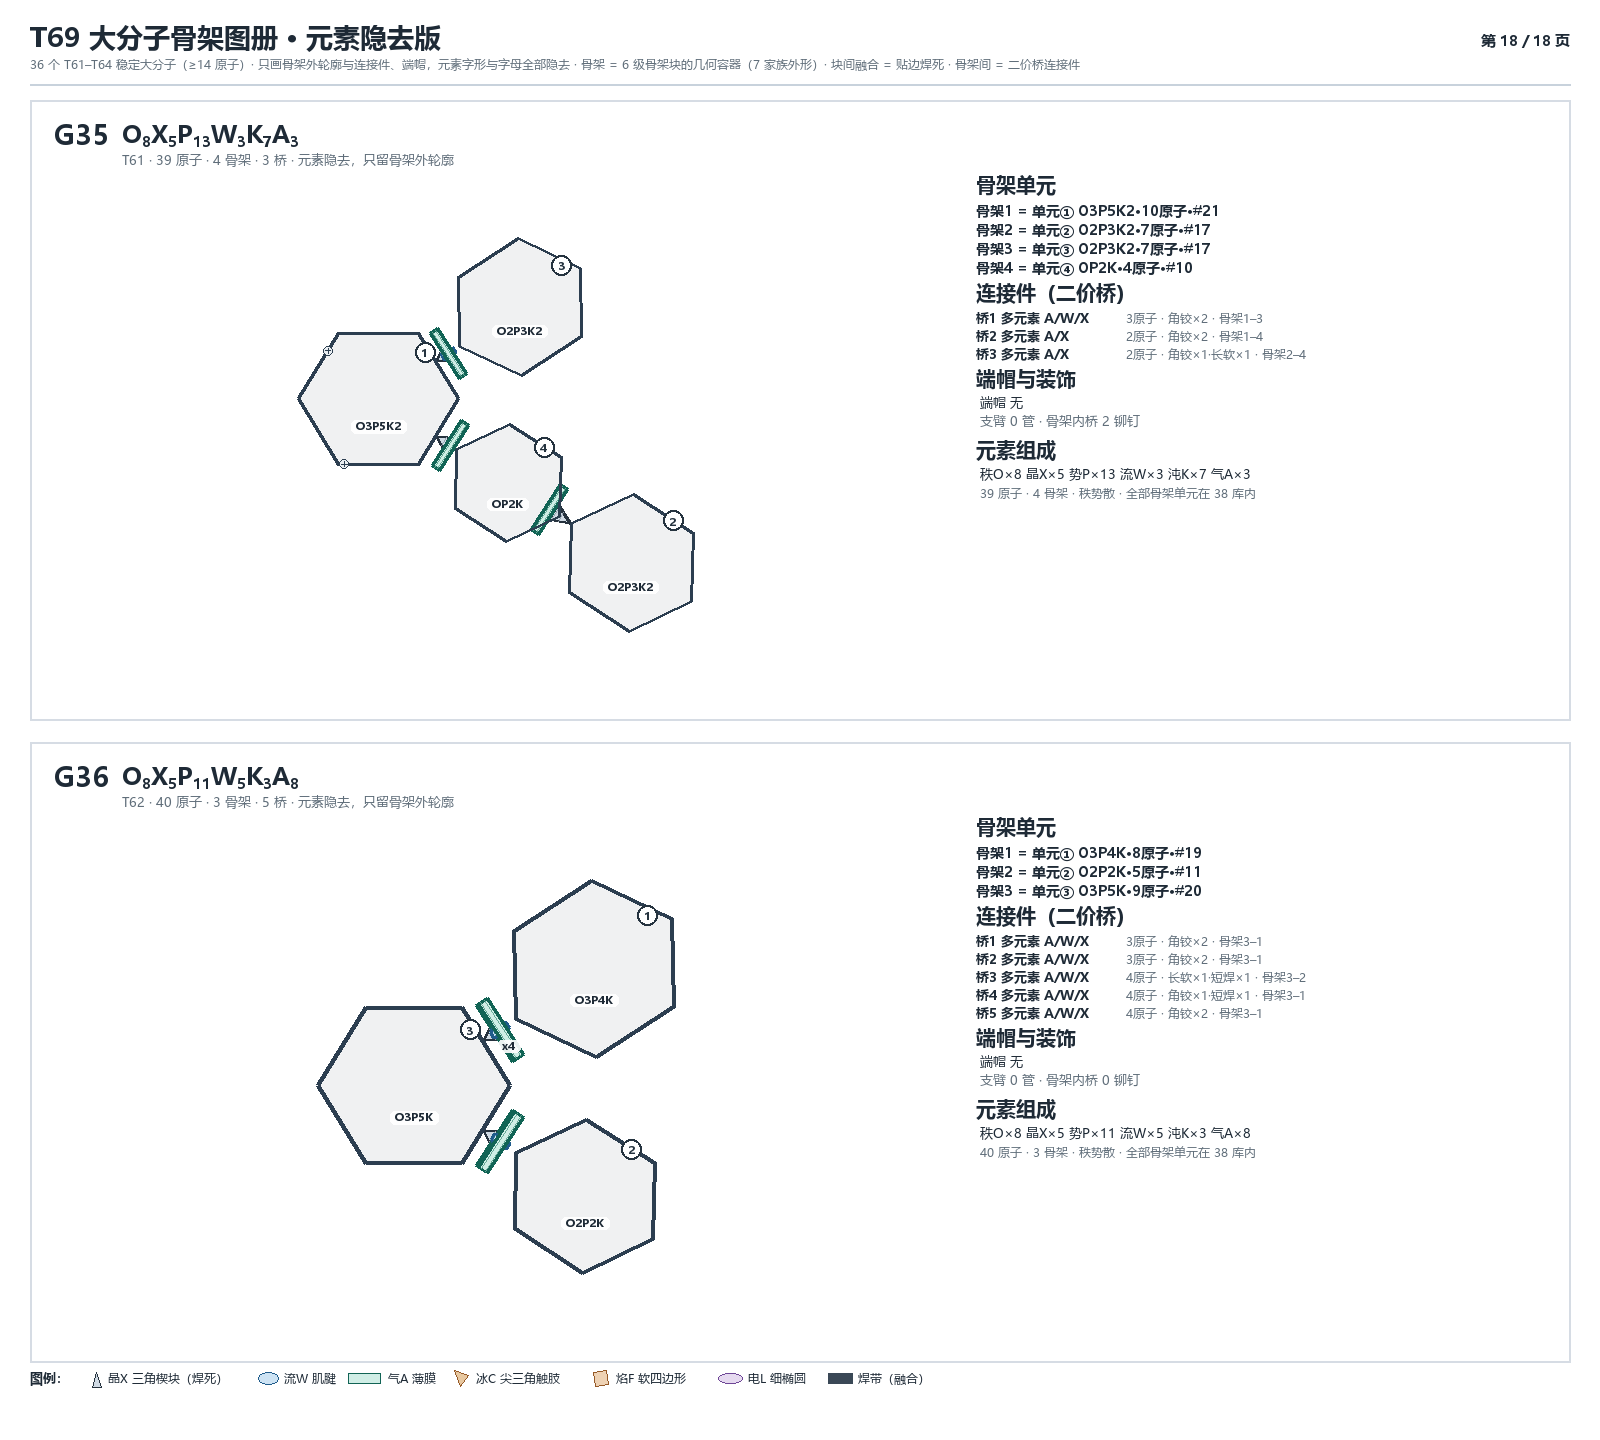 T69 大分子骨架图册 • 元素隐去版
第 18 / 18 页
36 个 T61–T64 稳定大分子（≥14 原子）· 只画骨架外轮廓与连接件、端帽，元素字形与字母全部隐去 · 骨架 = 6 级骨架块的几何容器（7 家族外形）· 块间融合 = 贴边焊死 · 骨架间 = 二价桥连接件
G35 O₈X₅P₁₃W₃K₇A₃
T61 · 39 原子 · 4 骨架 · 3 桥 · 元素隐去，只留骨架外轮廓
3
O2P3K2
1
O3P5K2
4
OP2K
2
O2P3K2
骨架单元
骨架1 = 单元① O3P5K2•10原子•#21
骨架2 = 单元② O2P3K2•7原子•#17
骨架3 = 单元③ O2P3K2•7原子•#17
骨架4 = 单元④ OP2K•4原子•#10
连接件（二价桥）
桥1 多元素 A/W/X 3原子 · 角铰×2 · 骨架1–3
桥2 多元素 A/X 2原子 · 角铰×2 · 骨架1–4
桥3 多元素 A/X 2原子 · 角铰×1·长软×1 · 骨架2–4
端帽与装饰
端帽 无
支臂 0 管 · 骨架内桥 2 铆钉
元素组成
秩O×8 晶X×5 势P×13 流W×3 沌K×7 气A×3
39 原子 · 4 骨架 · 秩势散 · 全部骨架单元在 38 库内
G36 O₈X₅P₁₁W₅K₃A₈
T62 · 40 原子 · 3 骨架 · 5 桥 · 元素隐去，只留骨架外轮廓
1
O3P4K
3
x4
O3P5K
2
O2P2K
骨架单元
骨架1 = 单元① O3P4K•8原子•#19
骨架2 = 单元② O2P2K•5原子•#11
骨架3 = 单元③ O3P5K•9原子•#20
连接件（二价桥）
桥1 多元素 A/W/X 3原子 · 角铰×2 · 骨架3–1
桥2 多元素 A/W/X 3原子 · 角铰×2 · 骨架3–1
桥3 多元素 A/W/X 4原子 · 长软×1·短焊×1 · 骨架3–2
桥4 多元素 A/W/X 4原子 · 角铰×1·短焊×1 · 骨架3–1
桥5 多元素 A/W/X 4原子 · 角铰×2 · 骨架3–1
端帽与装饰
端帽 无
支臂 0 管 · 骨架内桥 0 铆钉
元素组成
秩O×8 晶X×5 势P×11 流W×5 沌K×3 气A×8
40 原子 · 3 骨架 · 秩势散 · 全部骨架单元在 38 库内
图例： 晶X 三角楔块（焊死） 流W 肌腱 气A 薄膜 冰C 尖三角触肢 焰F 软四边形 电L 细椭圆 焊带（融合）